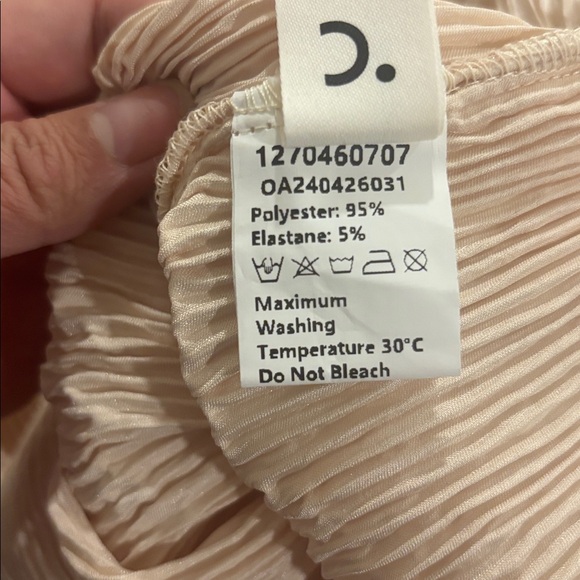 1270460707
OA240426031
Polyester: 95%
Elastane: 5%
Maximum
Washing
Temperature 30°C
Do Not Bleach